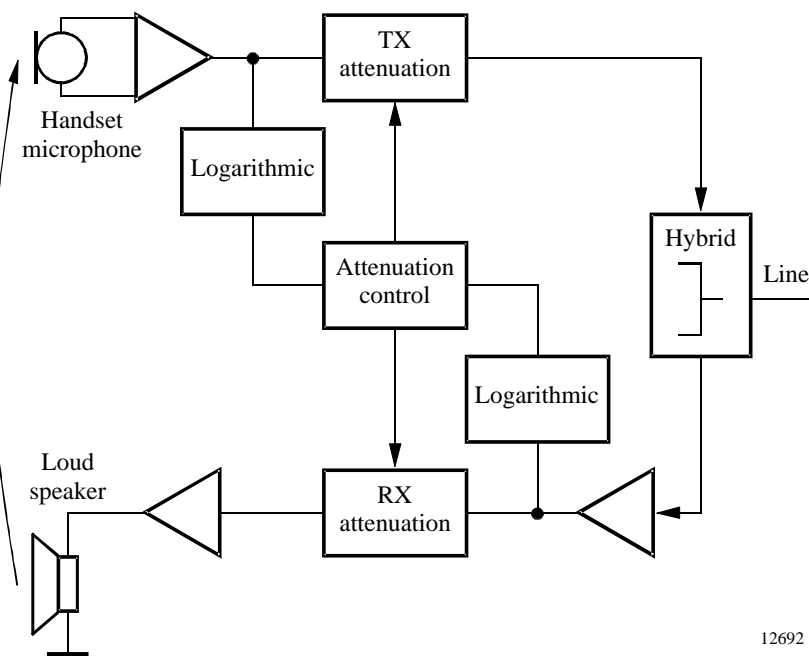 TX
attenuation
Handset
microphone
Logarithmic
Hybrid
Attenuation
control
Line
Logarithmic
Loud
speaker
RX
attenuation
12692